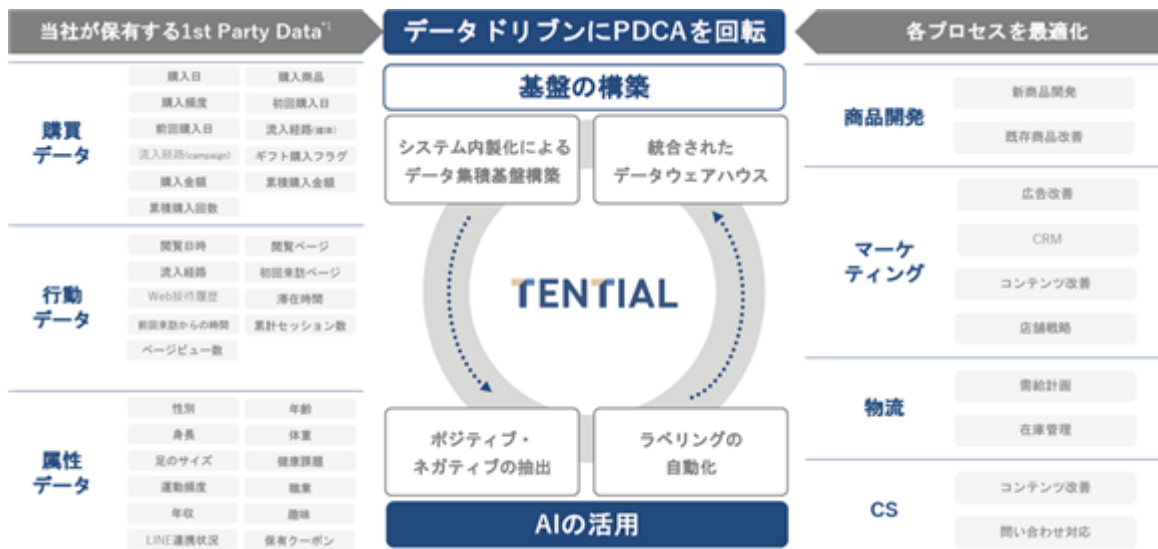 当社が保有する1st Party Data*1
購買
データ
購入日
購入商品
購入頻度
初回購入日
前回購入日
流入経路(媒体)
流入経路(campaign)
ギフト購入フラグ
購入金額
累積購入金額
累積購入回数
行動
データ
閲覧日時
閲覧ページ
流入経路
初回来訪ページ
Web接待履歴
滞在時間
前回来訪からの時間
累計セッション数
ページビュー数
属性
データ
性別
年齢
身長
体重
足のサイズ
健康課題
運動頻度
職業
年収
趣味
LINE連携状況
保有クーポン
データドリブンにPDCAを回転
基盤の構築
システム内製化による
データ集積基盤構築
統合された
データウェアハウス
TENTIAL
ポジティブ・
ネガティブの抽出
ラベリングの
自動化
AIの活用
各プロセスを最適化
商品開発
新商品開発
既存商品改善
マーケ
ティング
広告改善
CRM
コンテンツ改善
店舗戦略
物流
需給計画
在庫管理
CS
コンテンツ改善
問い合わせ対応